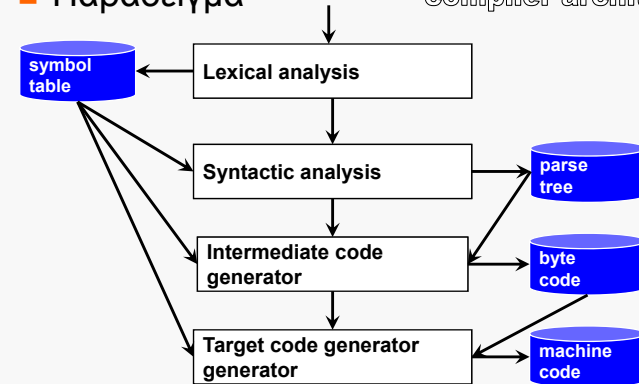 Παράδειγμα
symbol
table
Lexical analysis
Syntactic analysis
parse
tree
Intermediate code
generator
byte
code
Target code generator
generator
machine
code